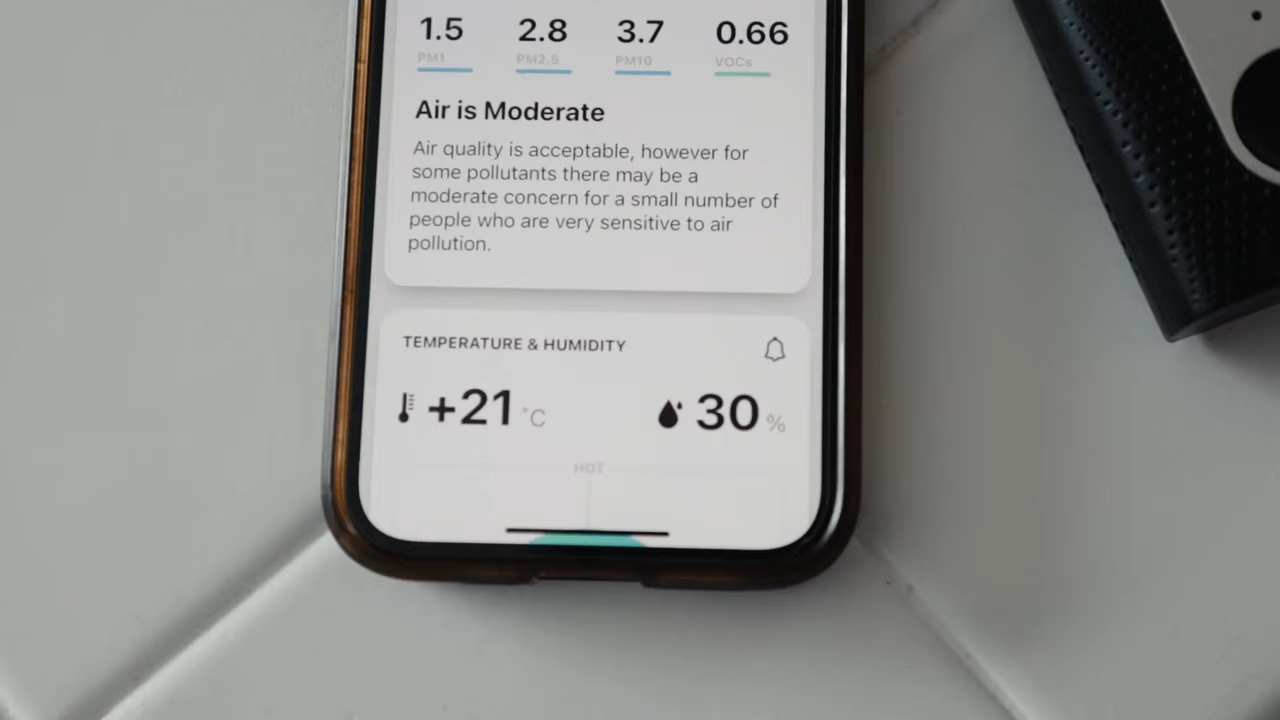 1.5 2.8 3.7 0.66
PM1 PM2.5 PM10 VOCs
Air is Moderate
Air quality is acceptable, however for
some pollutants there may be a
moderate concern for a small number of
people who are very sensitive to air
pollution.
TEMPERATURE & HUMIDITY
+21 °C 30 %
HOT